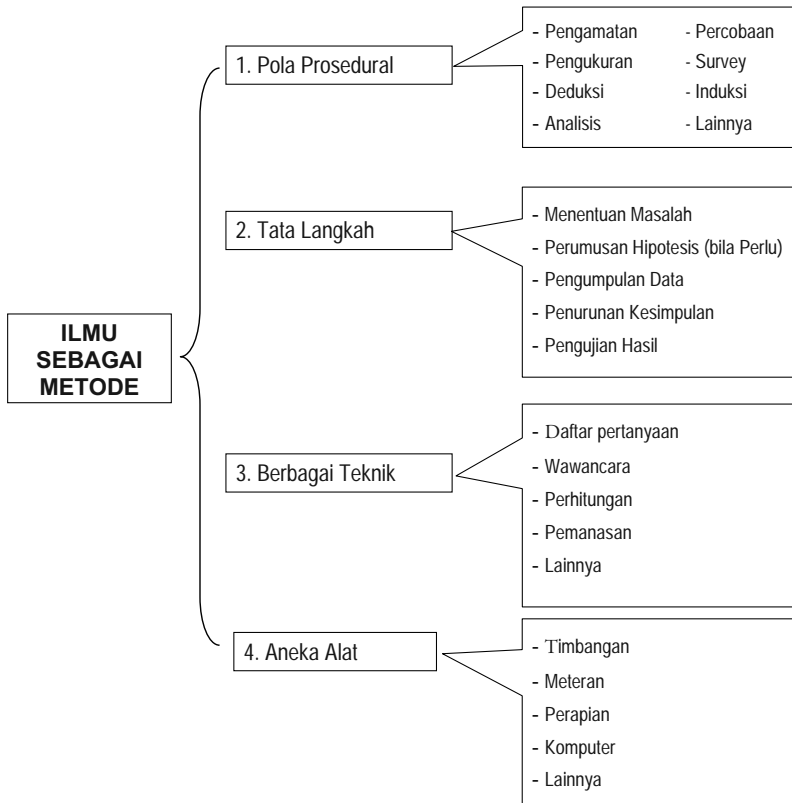 ILMU
SEBAGAI
METODE
1. Pola Prosedural
- Pengamatan - Percobaan
- Pengukuran - Survey
- Deduksi - Induksi
- Analisis - Lainnya
2. Tata Langkah
- Menentuan Masalah
- Perumusan Hipotesis (bila Perlu)
- Pengumpulan Data
- Penurunan Kesimpulan
- Pengujian Hasil
3. Berbagai Teknik
- Daftar pertanyaan
- Wawancara
- Perhitungan
- Pemanasan
- Lainnya
4. Aneka Alat
- Timbangan
- Meteran
- Perapian
- Komputer
- Lainnya